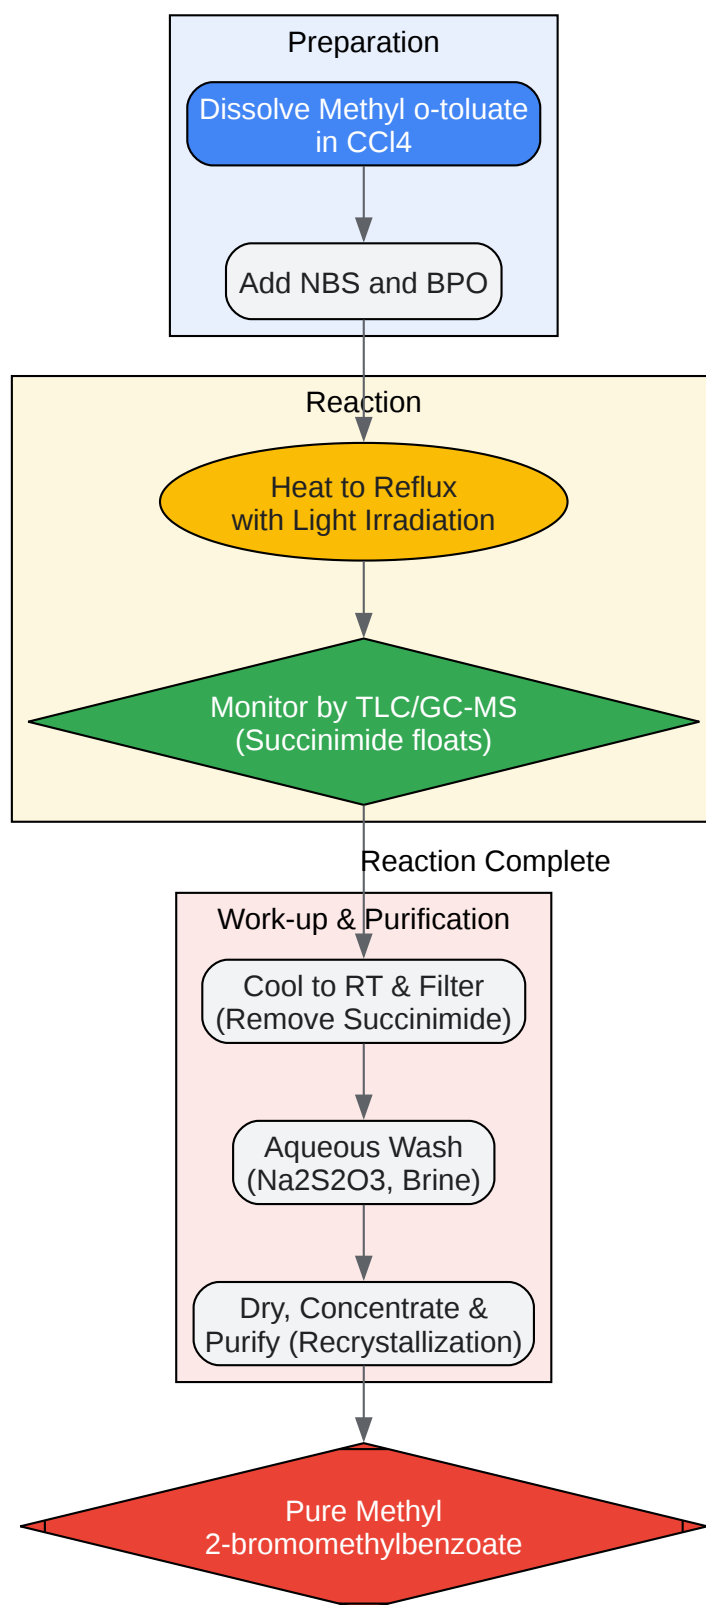 Preparation
Dissolve Methyl o-toluate
in CCl4
Add NBS and BPO
Reaction
Heat to Reflux
with Light Irradiation
Monitor by TLC/GC-MS
(Succinimide floats)
Reaction Complete
Work-up & Purification
Cool to RT & Filter
(Remove Succinimide)
Aqueous Wash
(Na2S2O3, Brine)
Dry, Concentrate &
Purify (Recrystallization)
Pure Methyl
2-bromomethylbenzoate